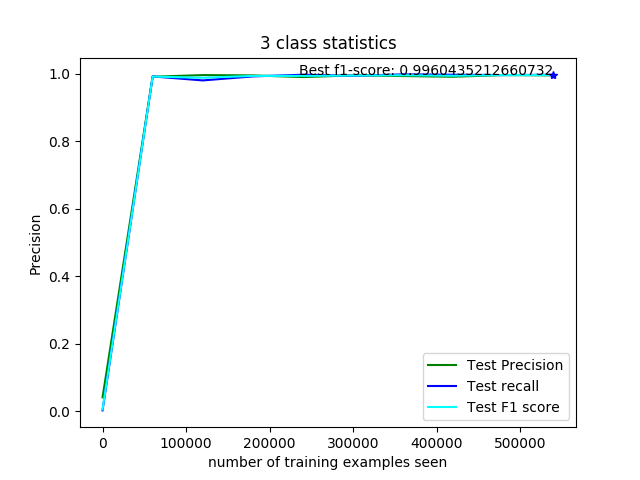 3 class statistics
Best f1-score: 0.9960435212660732
1.0
0.8
0.6
0.4
0.2
0.0
Precision
Test Precision
Test recall
Test F1 score
0 100000 200000 300000 400000 500000
number of training examples seen